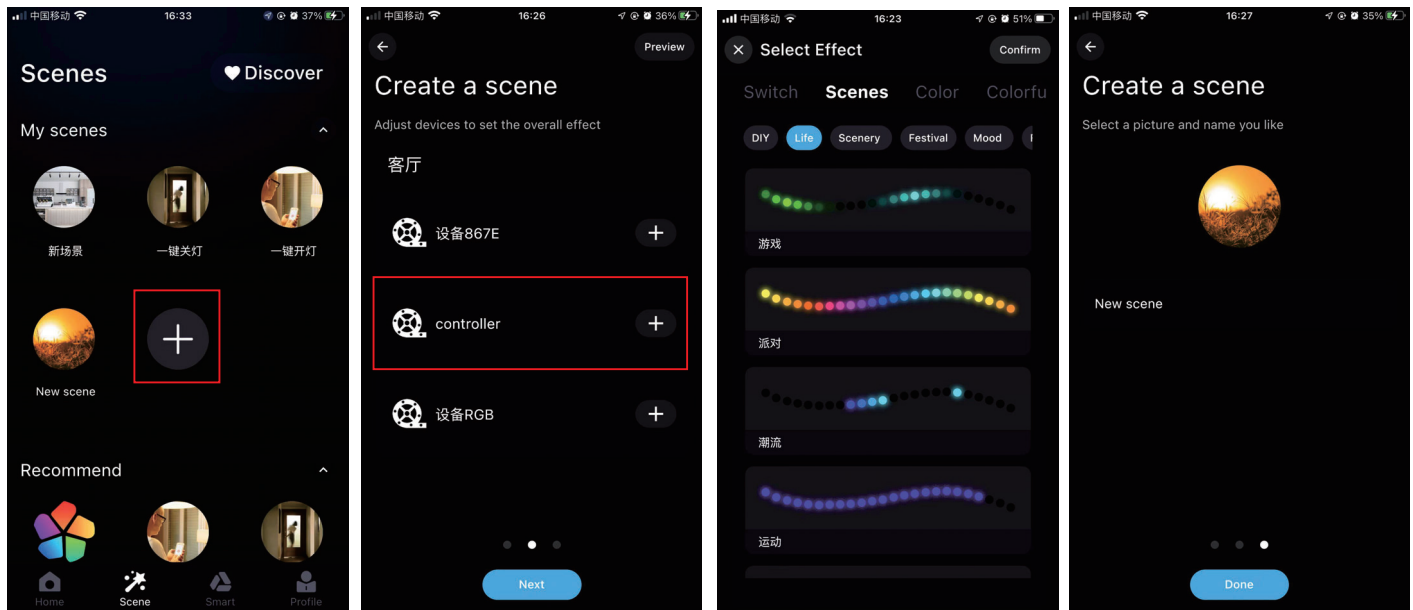 中国移动 16:33 37%
Scenes
Discover
My scenes
新场景 一键关灯 一键开灯
New scene
Recommend
Home Scene Smart Profile
中国移动 16:26 36%
Preview
Create a scene
Adjust devices to set the overall effect
客厅
设备867E
controller
设备RGB
Next
中国移动 16:23 51%
Select Effect
Confirm
Switch Scenes Color Colorfu
DIY Life Scenery Festival Mood
游戏
派对
潮流
运动
中国移动 16:27 35%
Create a scene
Select a picture and name you like
New scene
Done